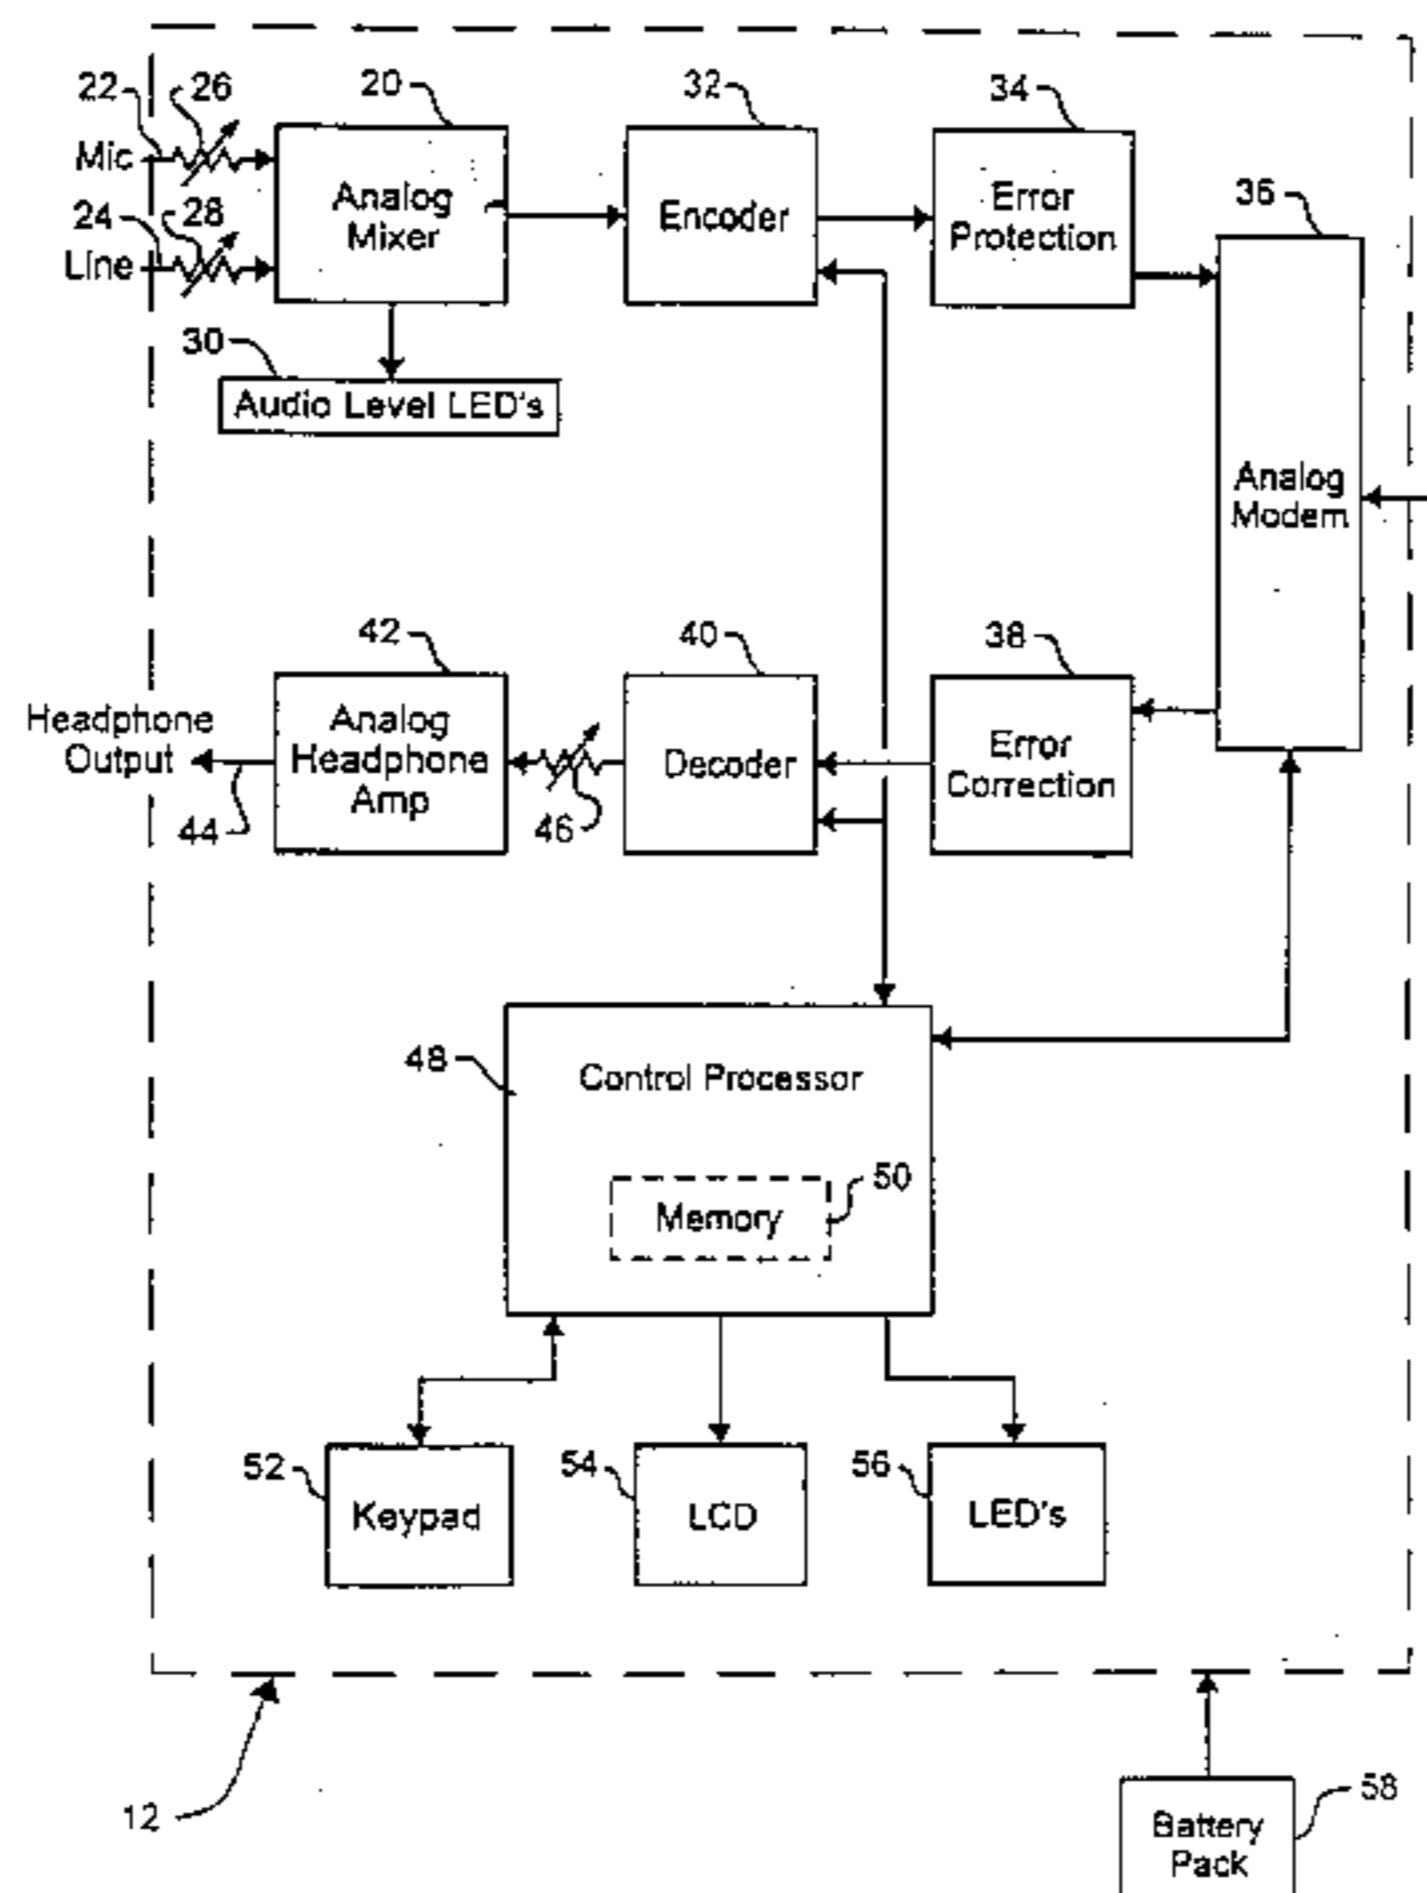 22
26
20
32
34
Mic
Analog
Mixer
Encoder
Error
Protection
36
24
28
Line
30
Audio Level LED's
Analog
Modem
42
40
38
Headphone
Output
Analog
Headphone
Amp
Decoder
Error
Correction
44
46
48
Control Processor
50
Memory
52
54
56
Keypad
LCD
LED's
12
58
Battery
Pack